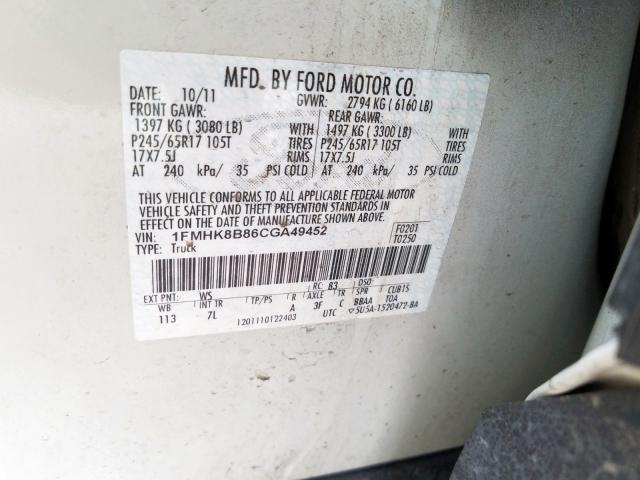 MFD. BY FORD MOTOR CO.
DATE: 10/11 GVWR: 2794 KG ( 6160 LB)
FRONT GAWR: REAR GAWR:
1397 KG ( 3080 LB) WITH 1497 KG ( 3300 LB) WITH
P245/65R17 105T TIRES P245/65R17 105T TIRES
17X7.5J RIMS 17X7.5J RIMS
AT 240 kPa/ 35 PSI COLD AT 240 kPa/ 35 PSI COLD
THIS VEHICLE CONFORMS TO ALL APPLICABLE FEDERAL MOTOR
VEHICLE SAFETY AND THEFT PREVENTION STANDARDS IN
EFFECT ON THE DATE OF MANUFACTURE SHOWN ABOVE.
VIN: 1FMHK8B86CGA49452 F0201
TYPE: Truck T0250
EXT PNT: WS RC: B3 DSO:
WB INT TR TP/PS R AXLE TR SPR CUBTS
113 7L A 3F C BBAA TOA
1201110122403 UTC ▽5U5A-1520472-BA